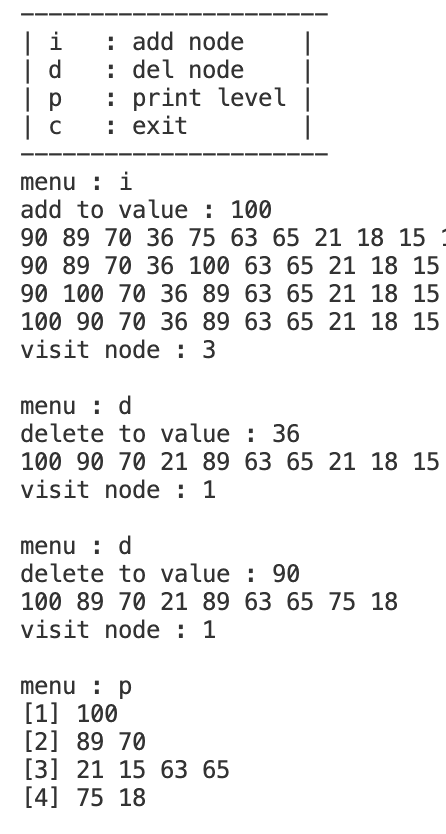 | i : add node |
| d : del node |
| p : print level |
| c : exit |
menu : i
add to value : 100
90 89 70 36 75 63 65 21 18 15
90 89 70 36 100 63 65 21 18 15
90 100 70 36 89 63 65 21 18 15
100 90 70 36 89 63 65 21 18 15
visit node : 3
menu : d
delete to value : 36
100 90 70 21 89 63 65 21 18 15
visit node : 1
menu : d
delete to value : 90
100 89 70 21 89 63 65 75 18
visit node : 1
menu : p
[1] 100
[2] 89 70
[3] 21 15 63 65
[4] 75 18